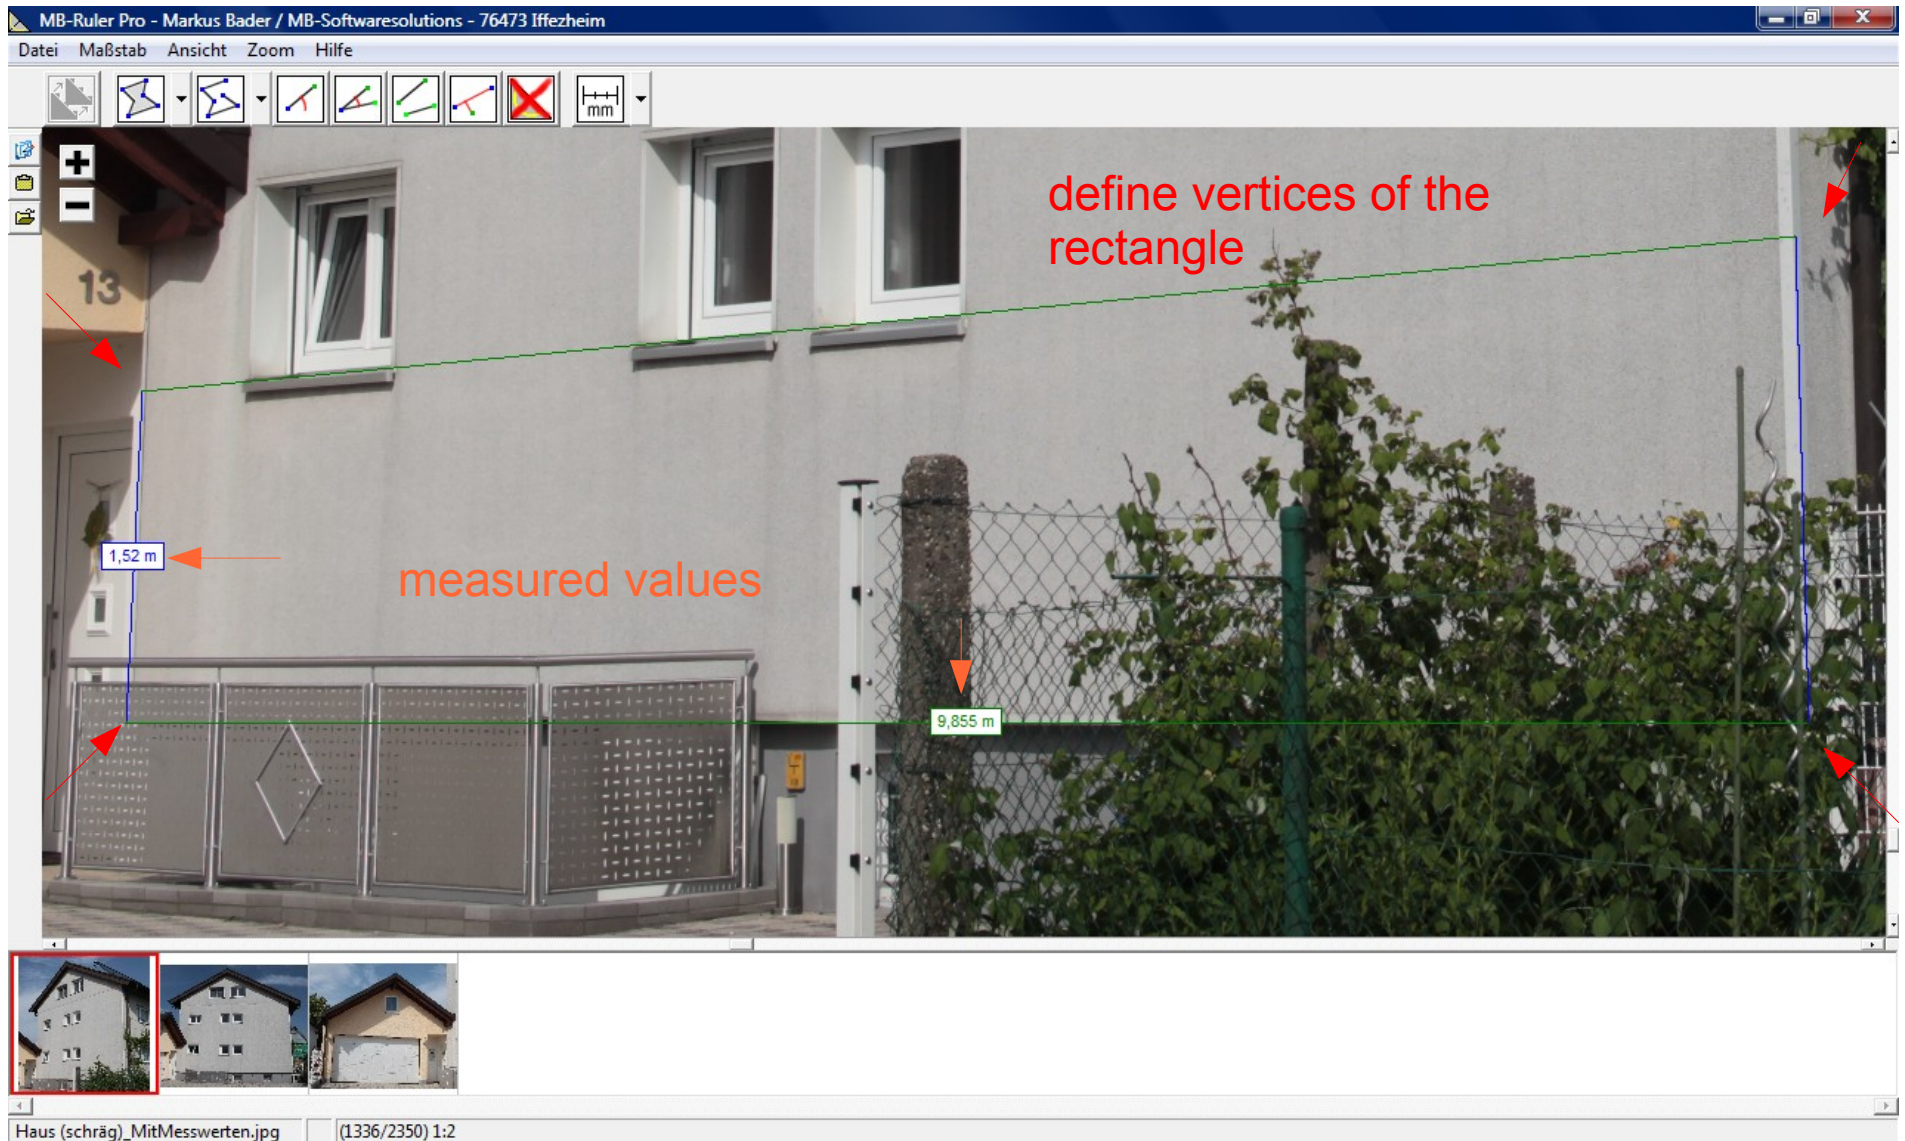 MB-Ruler Pro - Markus Bader / MB-Softwaresolutions - 76473 Iffezheim
Datei Maßstab Ansicht Zoom Hilfe
mm
define vertices of the
rectangle
13
1,52 m
measured values
9,855 m
Haus (schräg)_MitMesswerten.jpg (1336/2350) 1:2